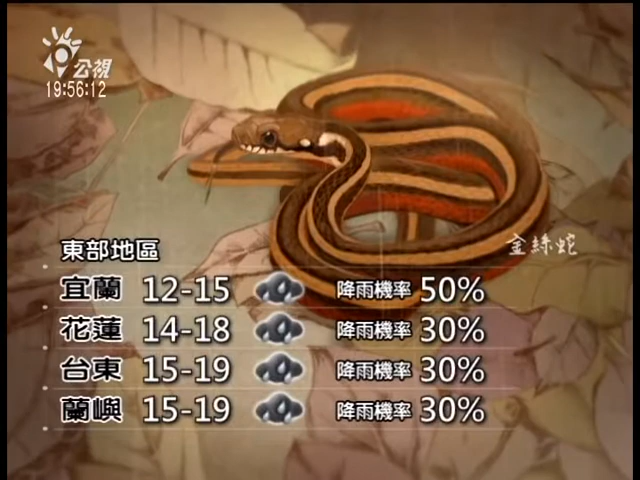 公視
19:56:12
金絲蛇
東部地區
宜蘭 12-15 降雨機率 50%
花蓮 14-18 降雨機率 30%
台東 15-19 降雨機率 30%
蘭嶼 15-19 降雨機率 30%